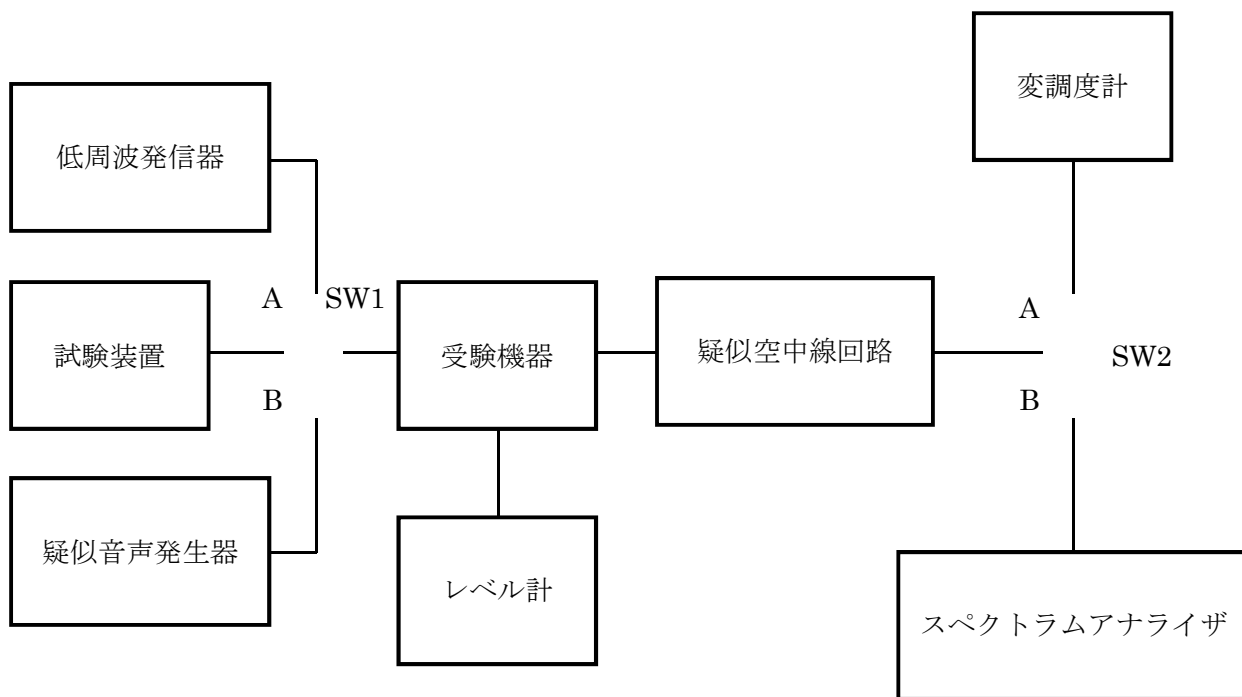 変調度計
低周波発信器
A SW1
試験装置
B
受験機器
疑似空中線回路
A
SW2
B
疑似音声発生器
レベル計
スペクトラムアナライザ